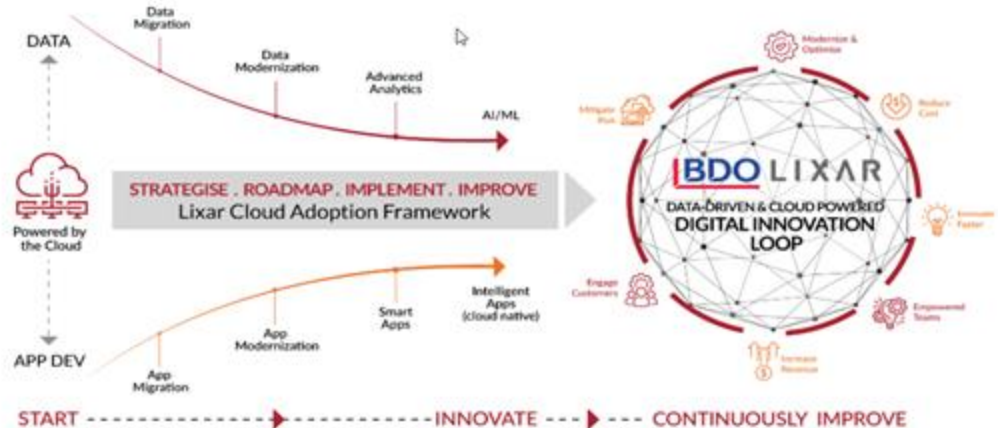 DATA
Data
Migration
Data
Modernization
Advanced
Analytics
AI/ML
Powered by
the Cloud
STRATEGISE . ROADMAP . IMPLEMENT . IMPROVE
Lixar Cloud Adoption Framework
APP DEV
App
Migration
App
Modernization
Smart
Apps
Intelligent
Apps
(cloud native)
Modernize &
Optimise
Reduce
Cost
Innovate
Faster
Empowered
Teams
Increase
Revenue
Engage
Customers
Mitigate
Risk
BDO LIXAR
DATA-DRIVEN & CLOUD POWERED
DIGITAL INNOVATION
LOOP
START
INNOVATE
CONTINUOUSLY IMPROVE